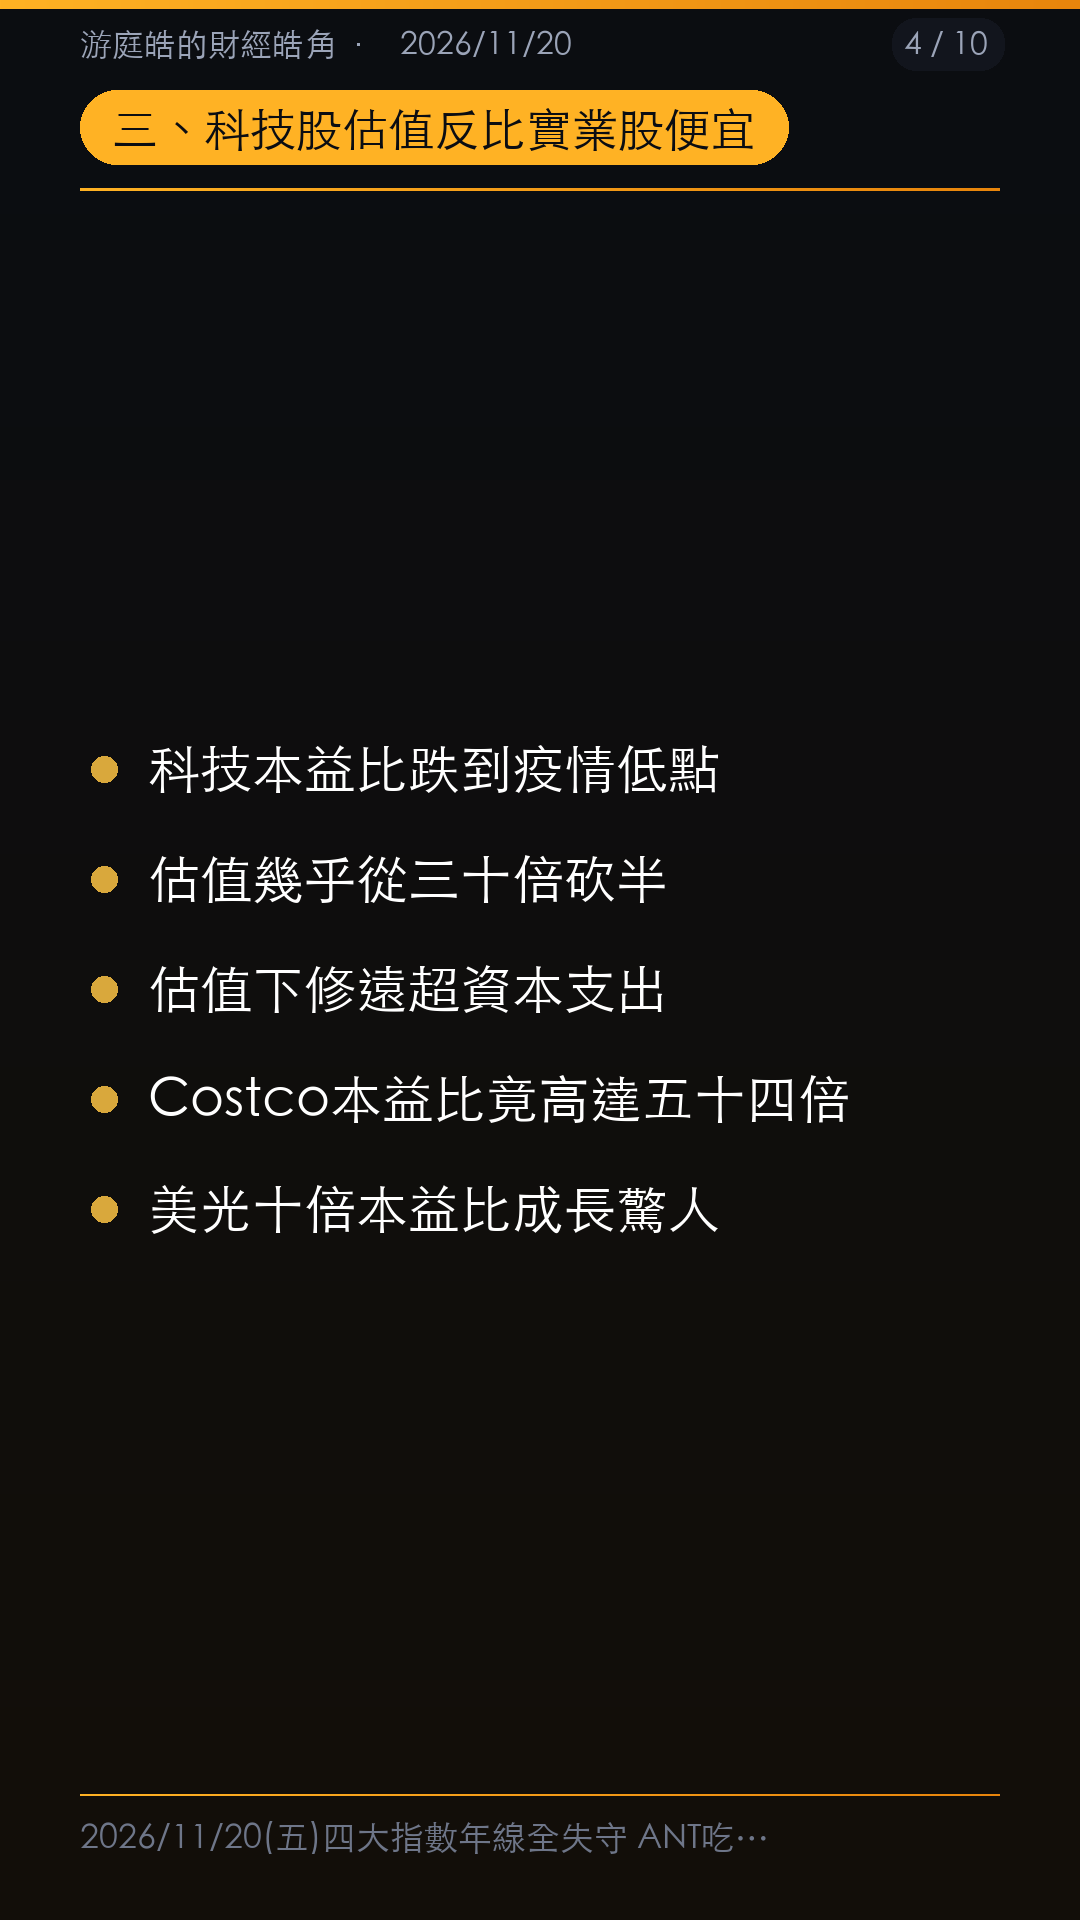 游庭皓的財經皓角 · 2026/11/20
4 / 10
三、科技股估值反比實業股便宜
科技本益比跌到疫情低點
估值幾乎從三十倍砍半
估值下修遠超資本支出
Costco本益比竟高達五十四倍
美光十倍本益比成長驚人
2026/11/20(五)四大指數年線全失守 ANT吃⋯